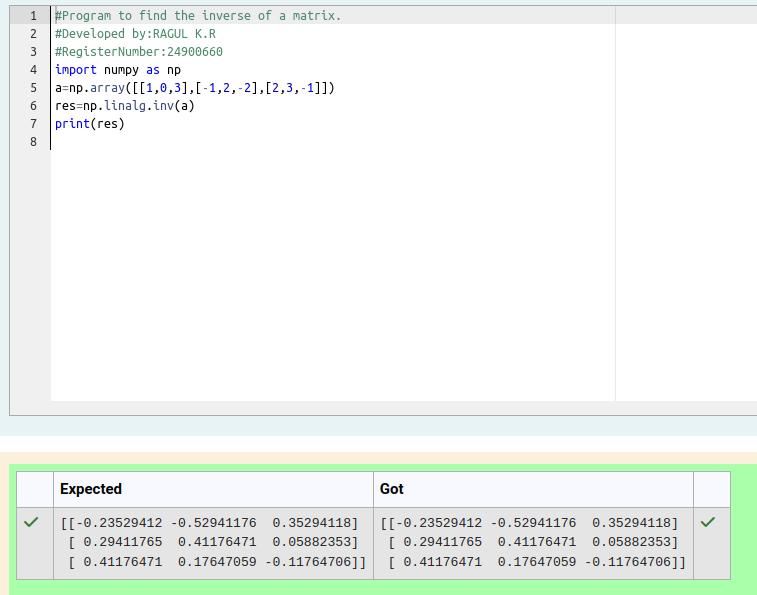 1 #Program to find the inverse of a matrix.
2 #Developed by:RAGUL K.R
3 #RegisterNumber:24900660
4 import numpy as np
5 a=np.array([[1,0,3],[-1,2,-2],[2,3,-1]])
6 res=np.linalg.inv(a)
7 print(res)
8
Expected Got
[[-0.23529412 -0.52941176  0.35294118] [[-0.23529412 -0.52941176  0.35294118]
[ 0.29411765  0.41176471  0.05882353] [ 0.29411765  0.41176471  0.05882353]
[ 0.41176471  0.17647059 -0.11764706]] [ 0.41176471  0.17647059 -0.11764706]]